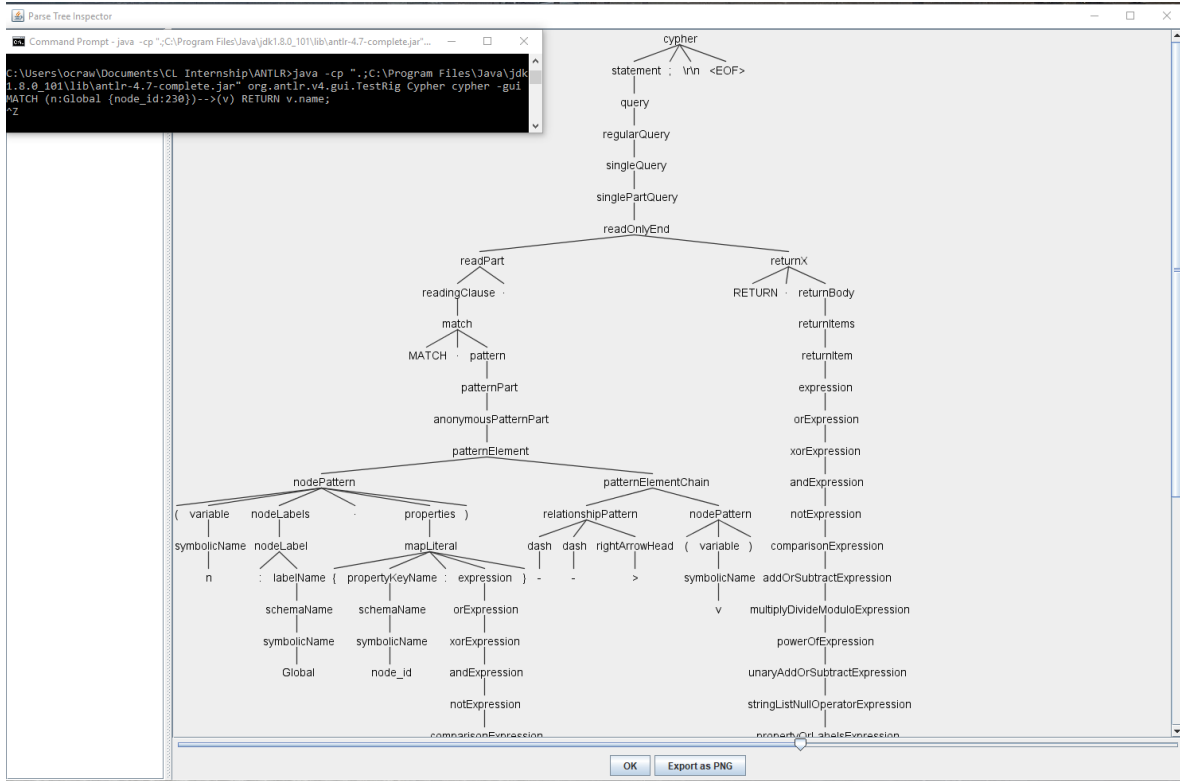 Parse Tree Inspector
Command Prompt - java -cp ".;C:\Program Files\Java\jdk1.8.0_101\lib\antlr-4.7-complete.jar"...
C:\Users\ocraw\Documents\CL Internship\ANTLR>java -cp ".;C:\Program Files\Java\jdk
1.8.0_101\lib\antlr-4.7-complete.jar" org.antlr.v4.gui.TestRig Cypher cypher -gui
MATCH (n:Global {node_id:230})-->(v) RETURN v.name;
^Z
cypher
statement ; \r\n <EOF>
query
regularQuery
singleQuery
singlePartQuery
readOnlyEnd
readPart returnX
readingClause · RETURN · returnBody
match returnItems
MATCH · pattern returnItem
patternPart expression
anonymousPatternPart orExpression
patternElement xorExpression
nodePattern patternElementChain andExpression
( variable nodeLabels · properties ) relationshipPattern nodePattern notExpression
symbolicName nodeLabel mapLiteral dash dash rightArrowHead ( variable ) comparisonExpression
n : labelName { propertyKeyName : expression } - - > symbolicName addOrSubtractExpression
schemaName schemaName orExpression v multiplyDivideModuloExpression
symbolicName symbolicName xorExpression powerOfExpression
Global node_id andExpression unaryAddOrSubtractExpression
notExpression stringListNullOperatorExpression
comparisonExpression propertyOrLabelsExpression
OK Export as PNG